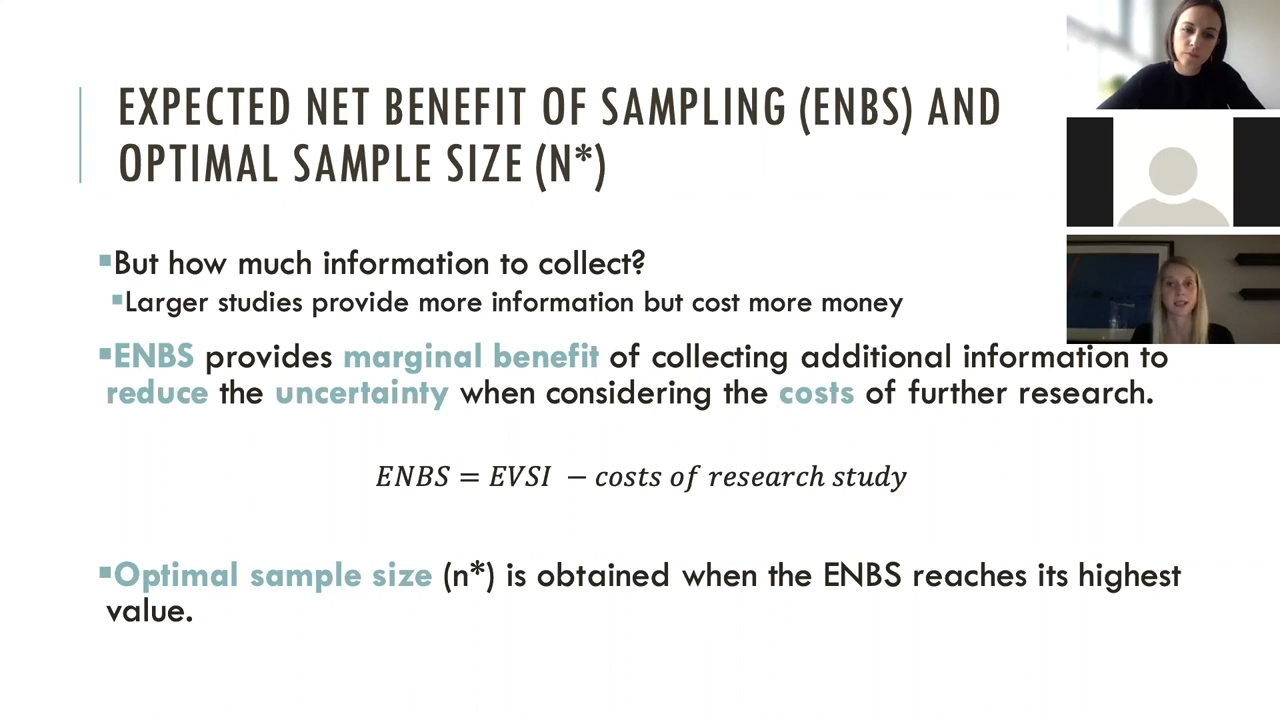 EXPECTED NET BENEFIT OF SAMPLING (ENBS) AND
OPTIMAL SAMPLE SIZE (N*)
▪But how much information to collect?
▪Larger studies provide more information but cost more money
▪ENBS provides marginal benefit of collecting additional information to
reduce the uncertainty when considering the costs of further research.
ENBS = EVSI − costs of research study
▪Optimal sample size (n*) is obtained when the ENBS reaches its highest
value.